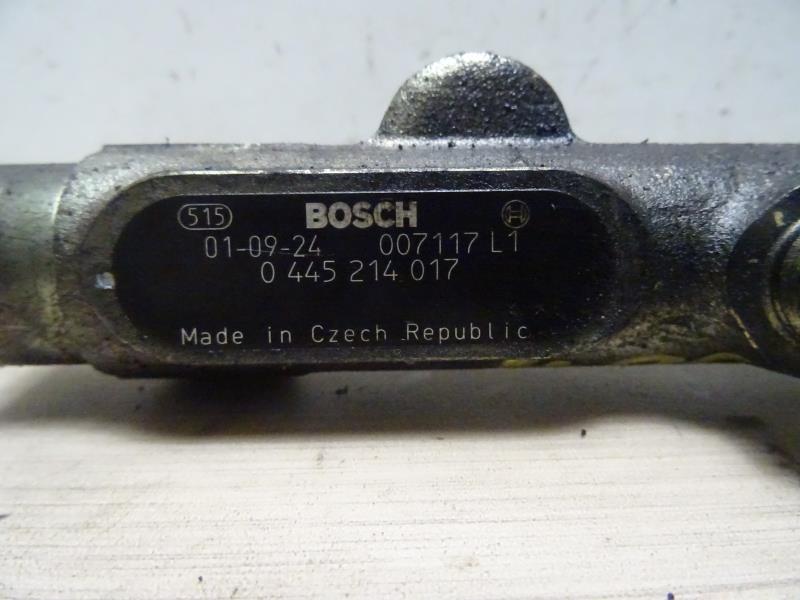 515 BOSCH
01-09-24 007117 L1
0 445 214 017
Made in Czech Republic